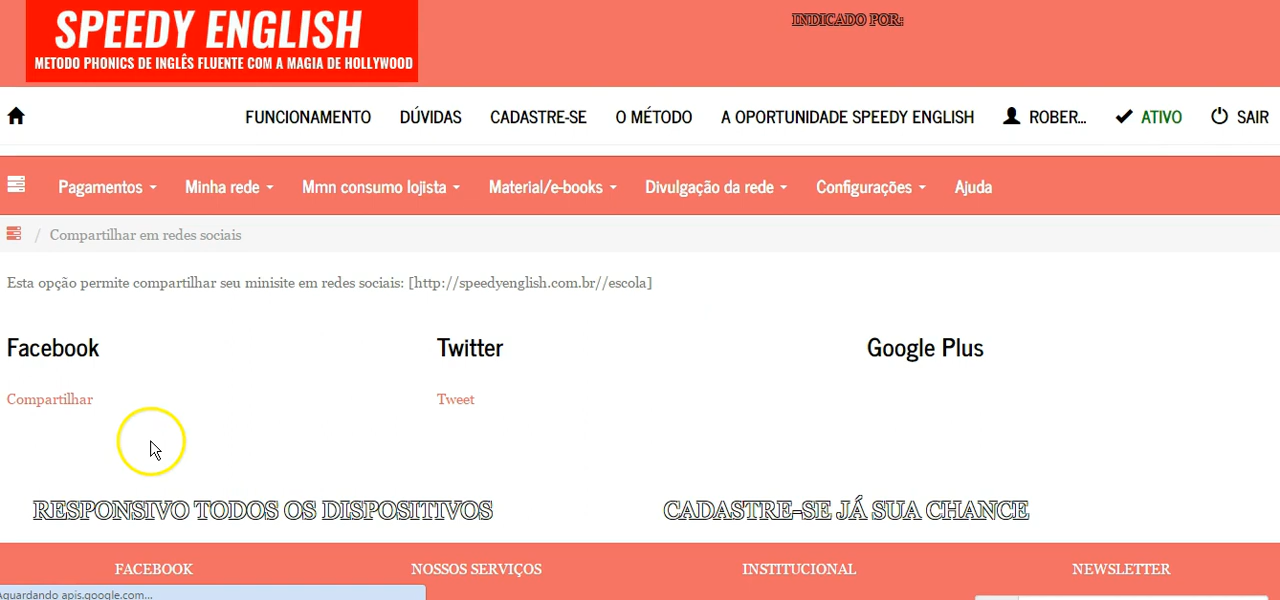 SPEEDY ENGLISH
METODO PHONICS DE INGLÊS FLUENTE COM A MAGIA DE HOLLYWOOD
INDICADO POR:
FUNCIONAMENTO DÚVIDAS CADASTRE-SE O MÉTODO A OPORTUNIDADE SPEEDY ENGLISH ROBER... ATIVO SAIR
Pagamentos Minha rede Mmn consumo lojista Material/e-books Divulgação da rede Configurações Ajuda
/ Compartilhar em redes sociais
Esta opção permite compartilhar seu minisite em redes sociais: [http://speedyenglish.com.br//escola]
Facebook Twitter Google Plus
Compartilhar Tweet
RESPONSIVO TODOS OS DISPOSITIVOS CADASTRE-SE JÁ SUA CHANCE
FACEBOOK NOSSOS SERVIÇOS INSTITUCIONAL NEWSLETTER
Aguardando apis.google.com...